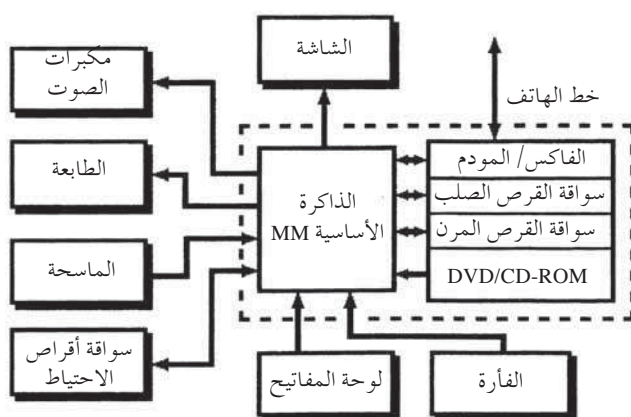 الشاشة
مكبرات
الصوت
خط الهاتف
الفاكس/ المودم
الطابعة
الذاكرة
الأساسية MM
سواقة القرص الصلب
سواقة القرص المرن
الماسحة
DVD/CD-ROM
سواقة أقراص
الاحتياط
لوحة المفاتيح
الفأرة